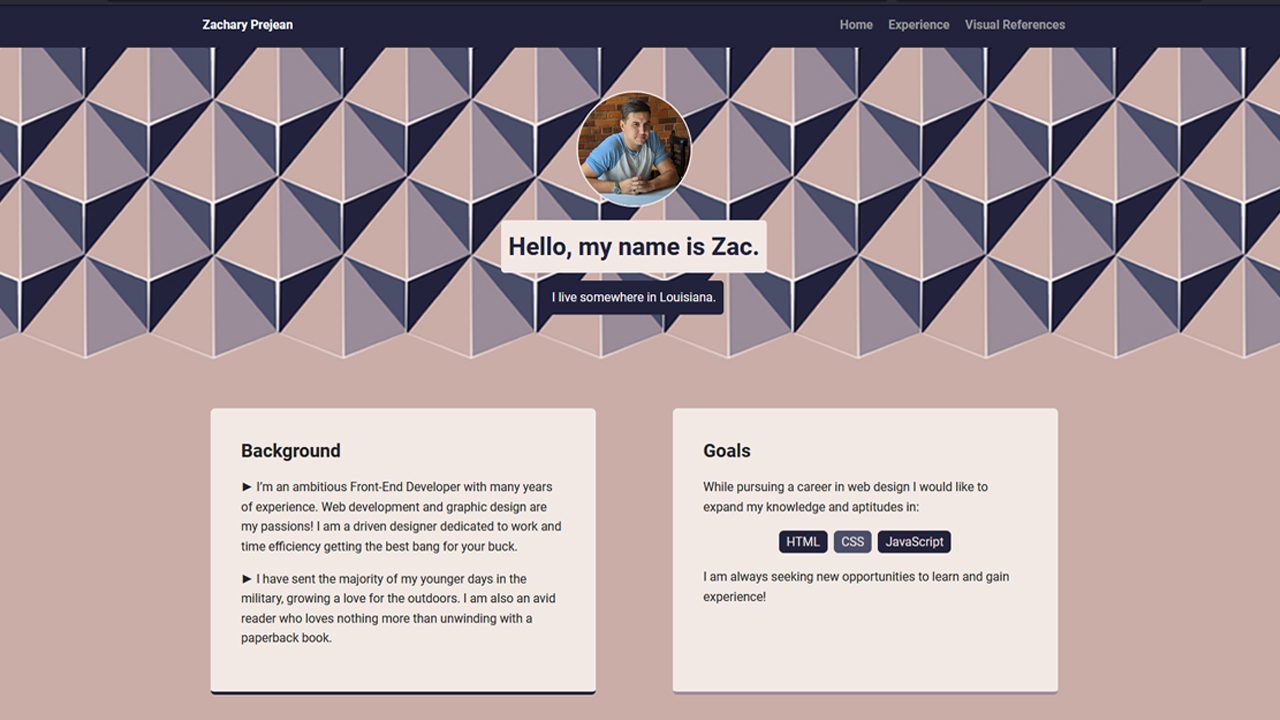 Zachary Prejean
Home Experience Visual References
Hello, my name is Zac.
I live somewhere in Louisiana.
Background
► I'm an ambitious Front-End Developer with many years
of experience. Web development and graphic design are
my passions! I am a driven designer dedicated to work and
time efficiency getting the best bang for your buck.
► I have sent the majority of my younger days in the
military, growing a love for the outdoors. I am also an avid
reader who loves nothing more than unwinding with a
paperback book.
Goals
While pursuing a career in web design I would like to
expand my knowledge and aptitudes in:
HTML CSS JavaScript
I am always seeking new opportunities to learn and gain
experience!